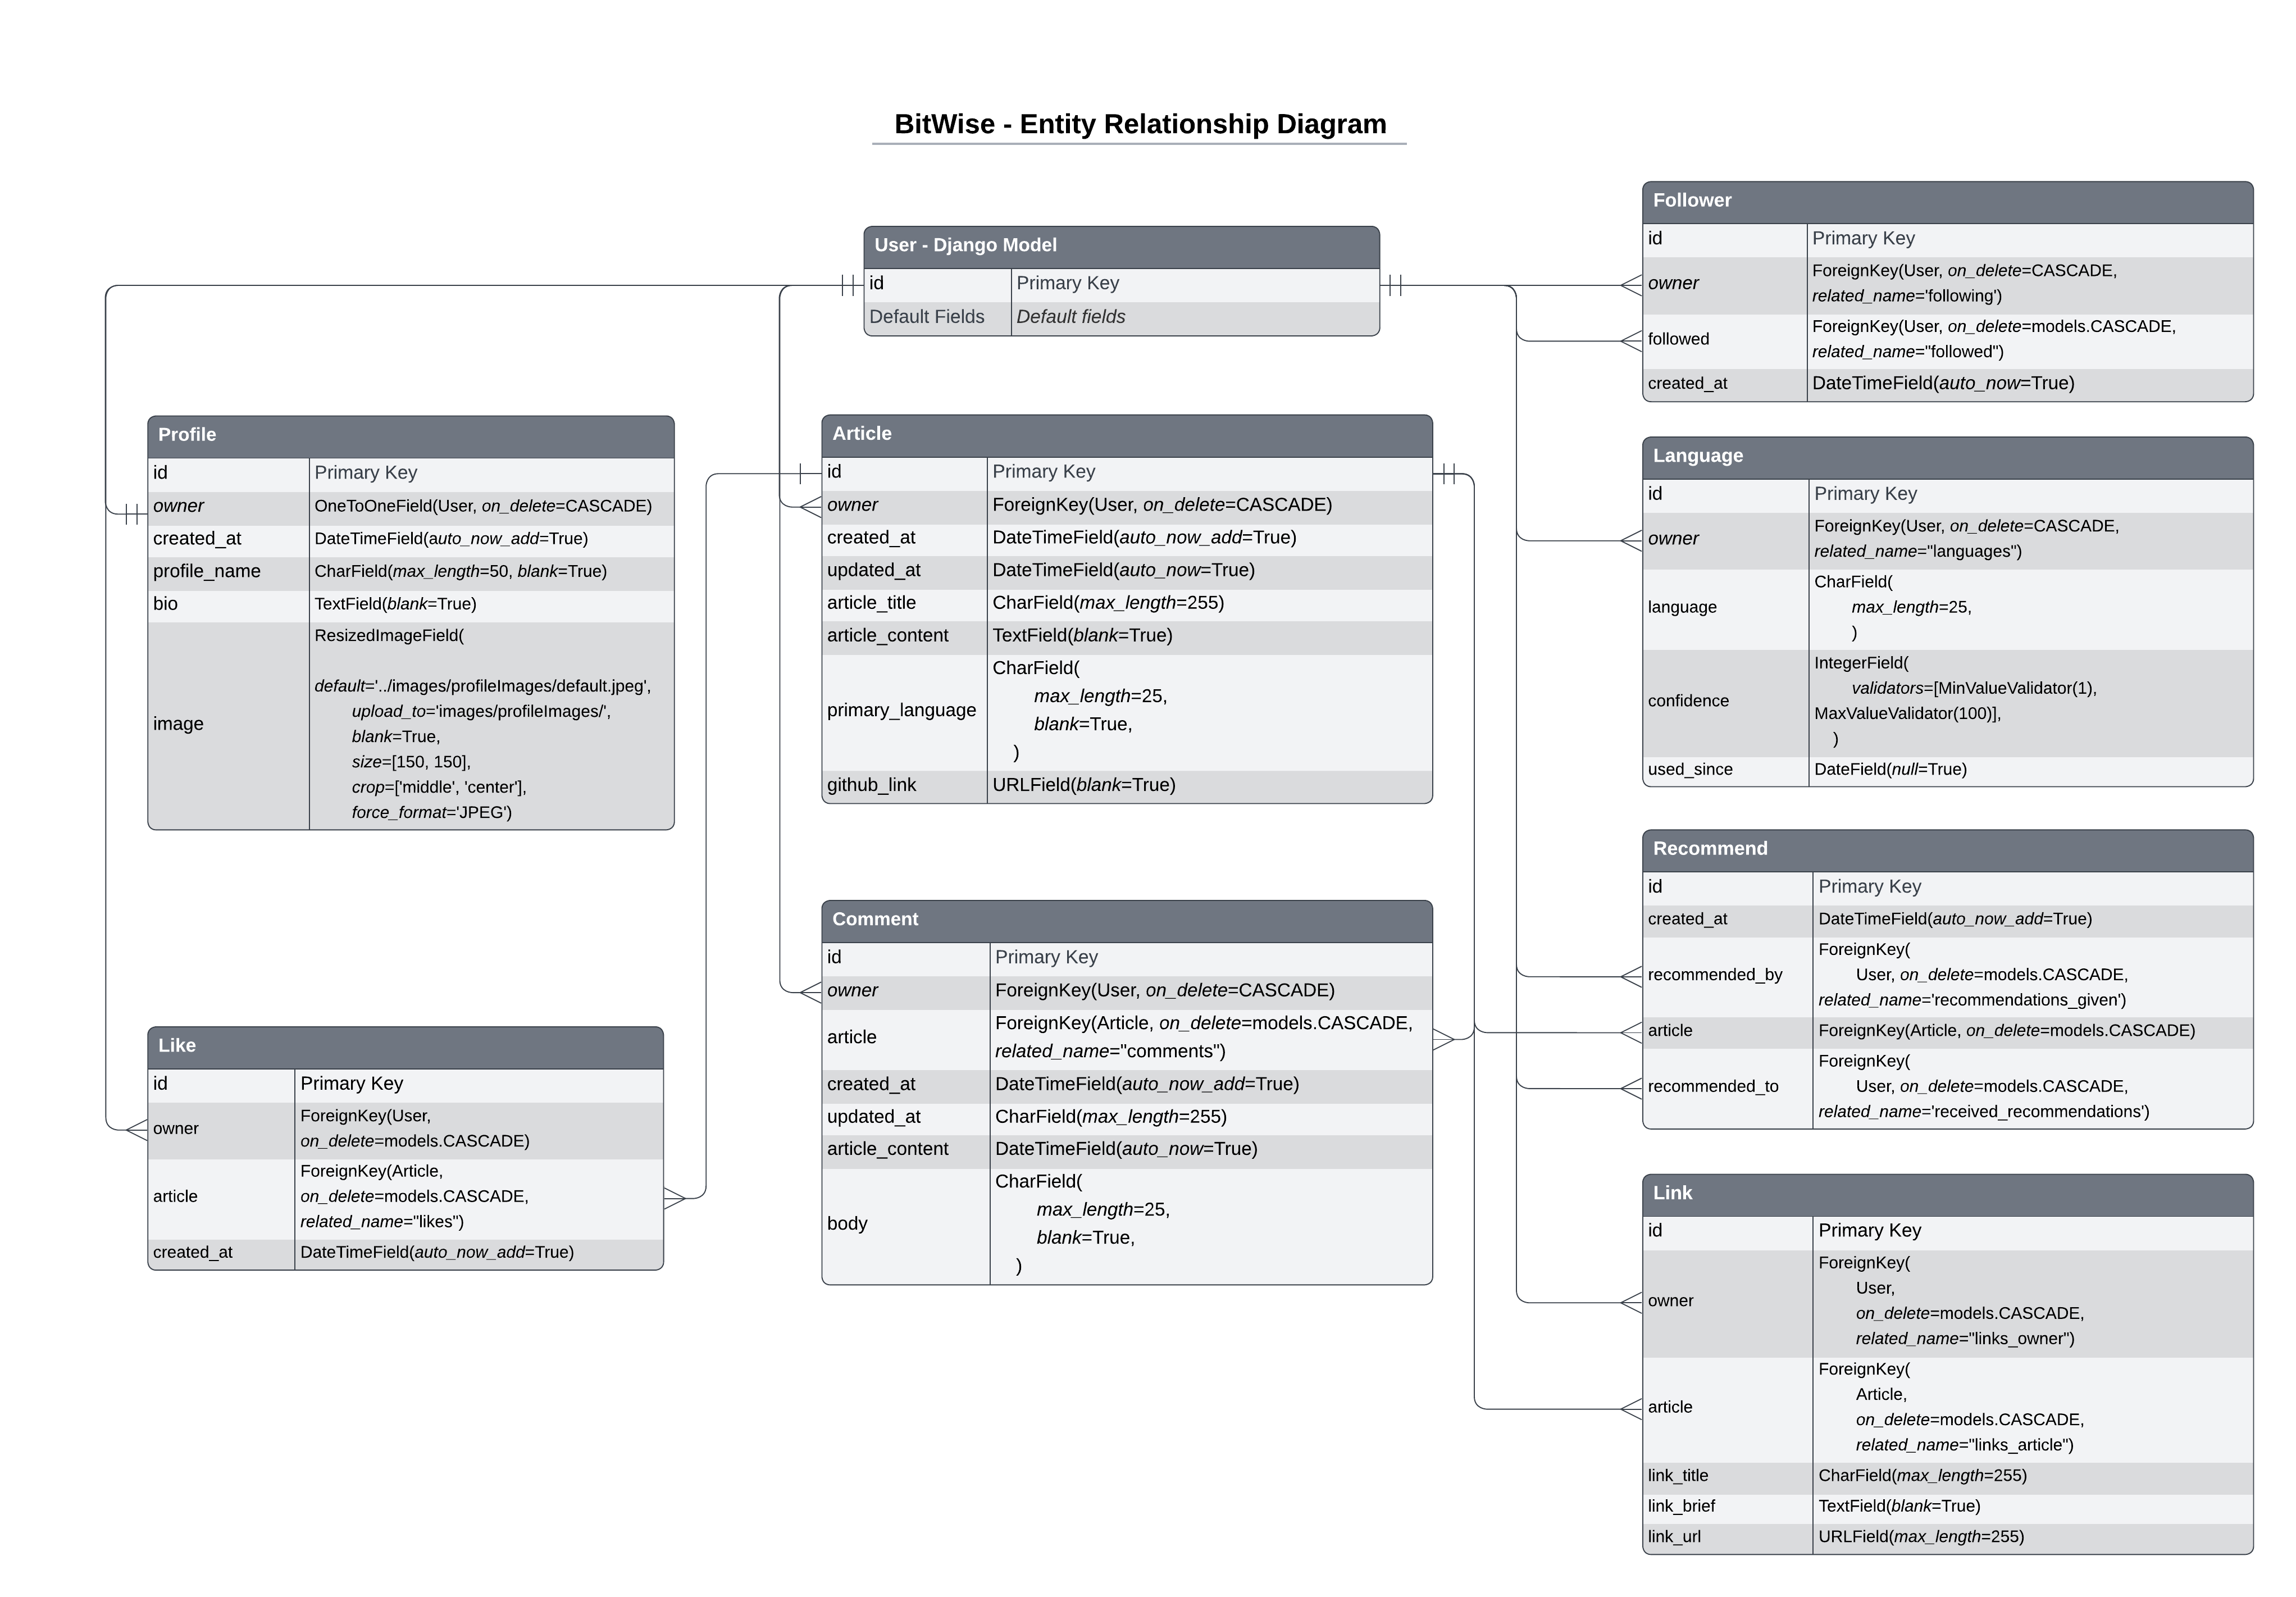 BitWise - Entity Relationship Diagram
User - Django Model
id Primary Key
Default Fields Default fields
Profile
id Primary Key
owner OneToOneField(User, on_delete=CASCADE)
created_at DateTimeField(auto_now_add=True)
profile_name CharField(max_length=50, blank=True)
bio TextField(blank=True)
image
ResizedImageField(
default='../images/profileImages/default.jpeg',
upload_to='images/profileImages/',
blank=True,
size=[150, 150],
crop=['middle', 'center'],
force_format='JPEG')
Like
id Primary Key
owner
ForeignKey(User,
on_delete=models.CASCADE)
article
ForeignKey(Article,
on_delete=models.CASCADE,
related_name="likes")
created_at DateTimeField(auto_now_add=True)
Article
id Primary Key
owner ForeignKey(User, on_delete=CASCADE)
created_at DateTimeField(auto_now_add=True)
updated_at DateTimeField(auto_now=True)
article_title CharField(max_length=255)
article_content TextField(blank=True)
primary_language
CharField(
max_length=25,
blank=True,
)
github_link URLField(blank=True)
Comment
id Primary Key
owner ForeignKey(User, on_delete=CASCADE)
article
ForeignKey(Article, on_delete=models.CASCADE,
related_name="comments")
created_at DateTimeField(auto_now_add=True)
updated_at CharField(max_length=255)
article_content DateTimeField(auto_now=True)
body
CharField(
max_length=25,
blank=True,
)
Follower
id Primary Key
owner
ForeignKey(User, on_delete=CASCADE,
related_name='following')
followed
ForeignKey(User, on_delete=models.CASCADE,
related_name="followed")
created_at DateTimeField(auto_now=True)
Language
id Primary Key
owner
ForeignKey(User, on_delete=CASCADE,
related_name="languages")
language
CharField(
max_length=25,
)
confidence
IntegerField(
validators=[MinValueValidator(1),
MaxValueValidator(100)],
)
used_since DateField(null=True)
Recommend
id Primary Key
created_at DateTimeField(auto_now_add=True)
recommended_by
ForeignKey(
User, on_delete=models.CASCADE,
related_name='recommendations_given')
article ForeignKey(Article, on_delete=models.CASCADE)
recommended_to
ForeignKey(
User, on_delete=models.CASCADE,
related_name='received_recommendations')
Link
id Primary Key
owner
ForeignKey(
User,
on_delete=models.CASCADE,
related_name="links_owner")
article
ForeignKey(
Article,
on_delete=models.CASCADE,
related_name="links_article")
link_title CharField(max_length=255)
link_brief TextField(blank=True)
link_url URLField(max_length=255)